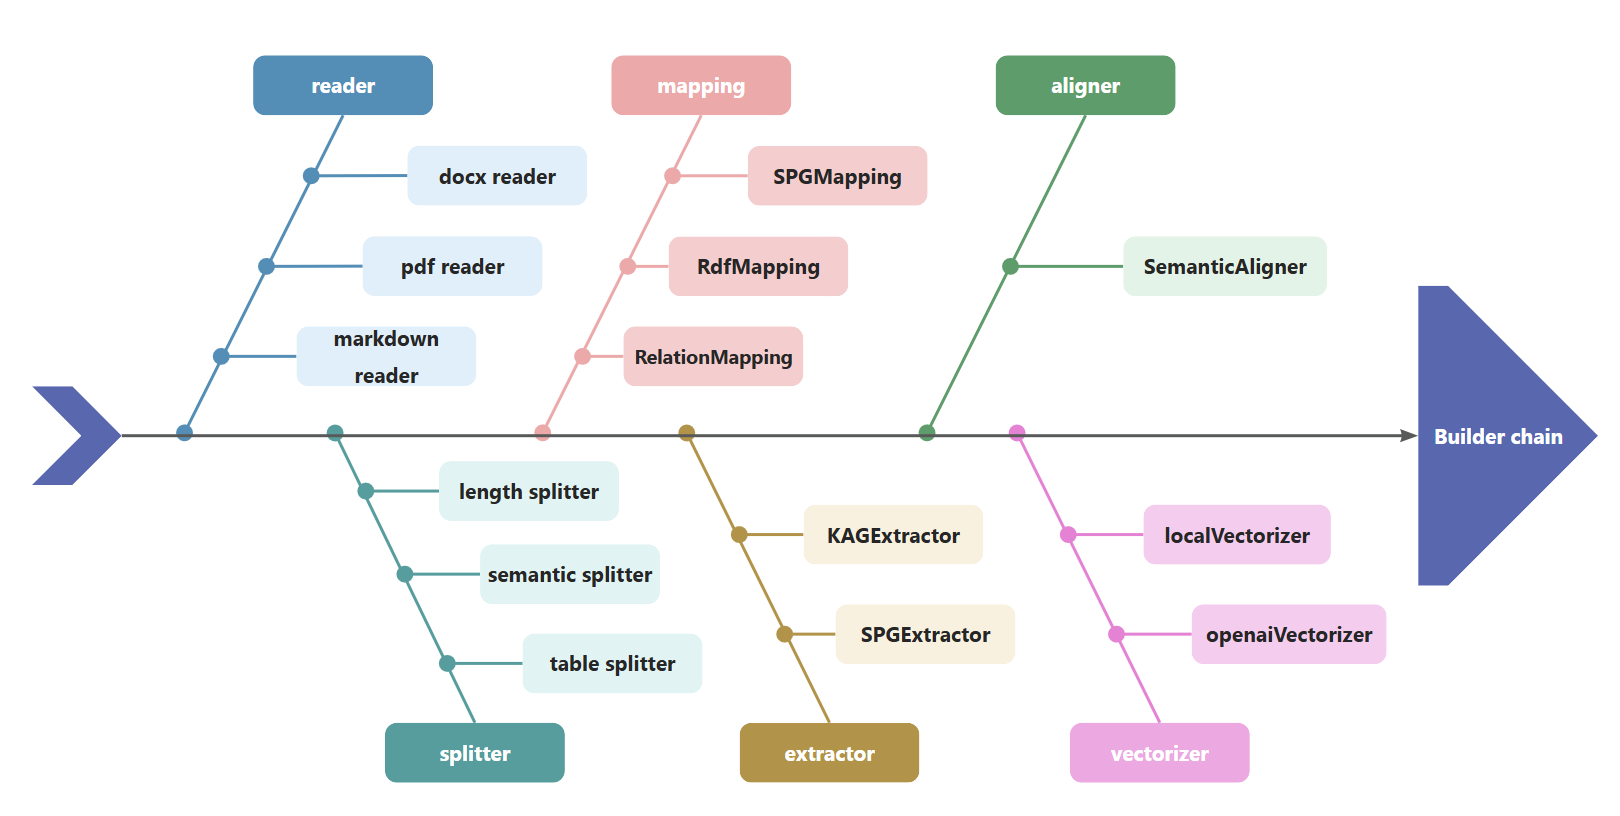 reader
mapping
aligner
docx reader
SPGMapping
pdf reader
RdfMapping
SemanticAligner
markdown
reader
RelationMapping
Builder chain
length splitter
KAGExtractor
localVectorizer
semantic splitter
SPGExtractor
openaiVectorizer
table splitter
splitter
extractor
vectorizer